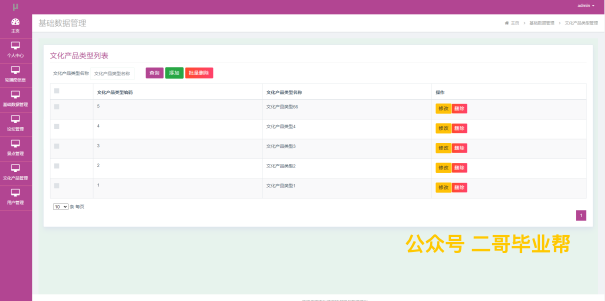 μ
admin
基础数据管理
主页 • 基础数据管理 • 文化产品类型管理
主页
个人中心
管理员信息
基础数据管理
论坛管理
展示管理
文化产品管理
用户管理
文化产品类型列表
文化产品类型名称 文化产品类型名称 查询 添加 批量删除
文化产品类型编码 文化产品类型名称 操作
5 文化产品类型66 修改 删除
4 文化产品类型4 修改 删除
3 文化产品类型3 修改 删除
2 文化产品类型2 修改 删除
1 文化产品类型1 修改 删除
10 条 每页
1
公众号 二哥毕业帮